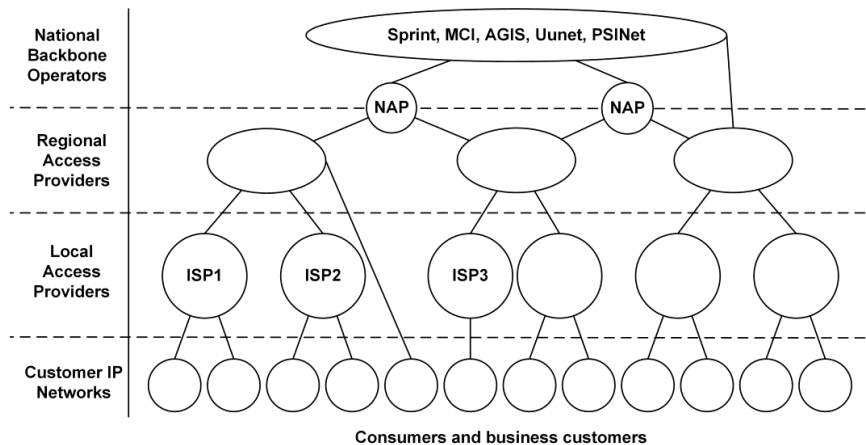 National
Backbone
Operators
Sprint, MCI, AGIS, Uunet, PSINet
NAP
NAP
Regional
Access
Providers
Local
Access
Providers
ISP1
ISP2
ISP3
Customer IP
Networks
Consumers and business customers